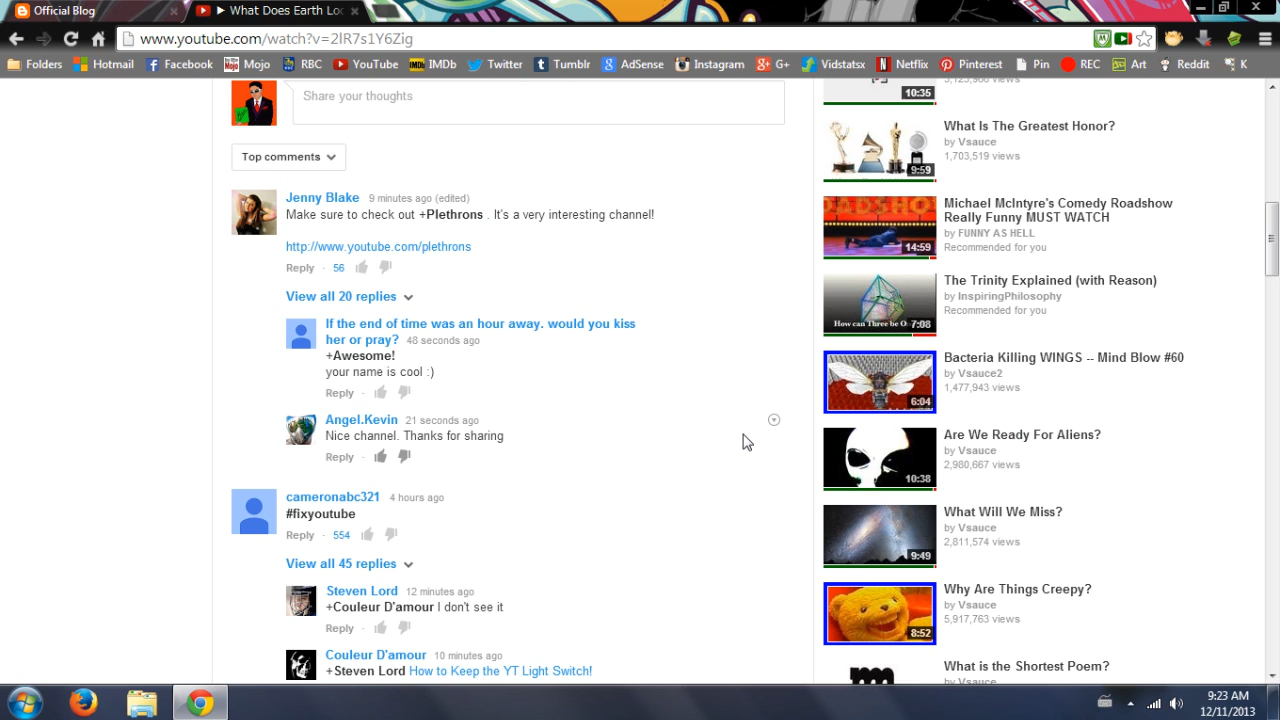 Official Blog
▶ What Does Earth Loo
www.youtube.com/watch?v=2lR7s1Y6Zig
Folders Hotmail Facebook Mojo RBC YouTube IMDb Twitter Tumblr AdSense Instagram G+ Vidstatsx Netflix Pinterest Pin REC Art Reddit K
Share your thoughts
Top comments
Jenny Blake 9 minutes ago (edited)
Make sure to check out +Plethrons . It's a very interesting channel!
http://www.youtube.com/plethrons
Reply · 56
View all 20 replies
If the end of time was an hour away. would you kiss
her or pray? 48 seconds ago
+Awesome!
your name is cool :)
Reply ·
Angel.Kevin 21 seconds ago
Nice channel. Thanks for sharing
Reply ·
cameronabc321 4 hours ago
#fixyoutube
Reply · 554
View all 45 replies
Steven Lord 12 minutes ago
+Couleur D'amour I don't see it
Reply ·
Couleur D'amour 10 minutes ago
+Steven Lord How to Keep the YT Light Switch!
10:35
What Is The Greatest Honor?
by Vsauce
1,703,519 views
9:59
Michael McIntyre's Comedy Roadshow
Really Funny MUST WATCH
by FUNNY AS HELL
Recommended for you
14:59
The Trinity Explained (with Reason)
by InspiringPhilosophy
Recommended for you
7:08
Bacteria Killing WINGS -- Mind Blow #60
by Vsauce2
1,477,943 views
6:04
Are We Ready For Aliens?
by Vsauce
2,980,667 views
10:38
What Will We Miss?
by Vsauce
2,811,574 views
9:49
Why Are Things Creepy?
by Vsauce
5,917,763 views
8:52
What is the Shortest Poem?
by Vsauce
9:23 AM
12/11/2013